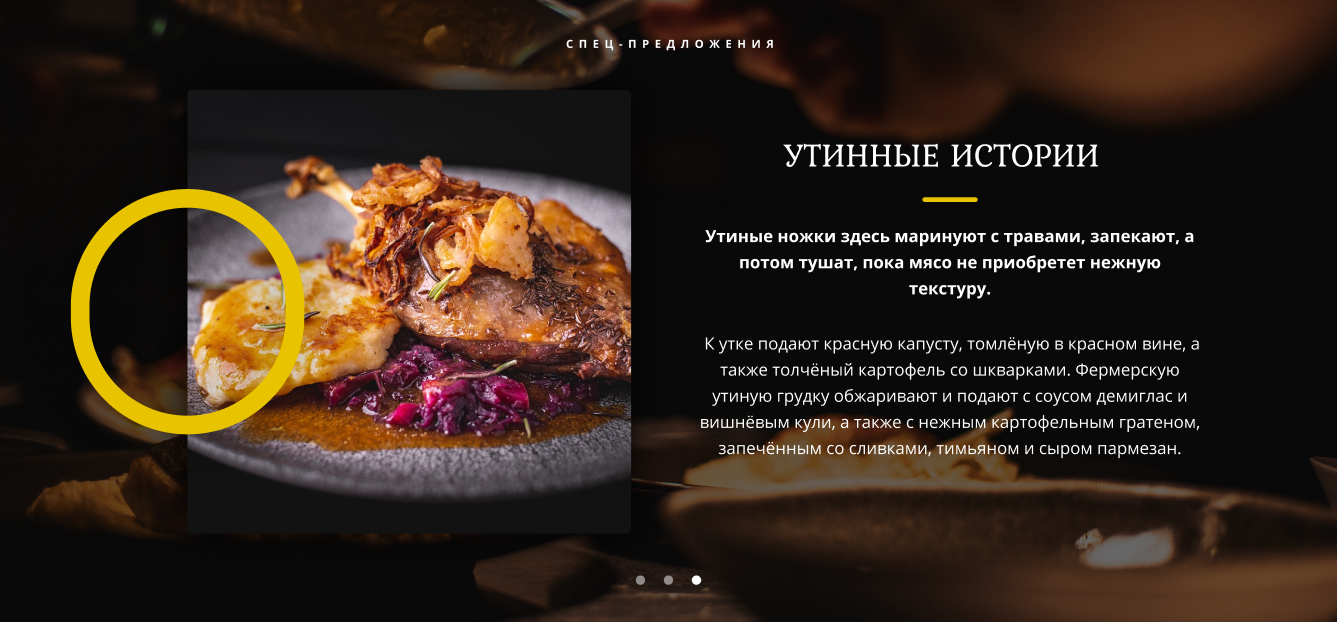 СПЕЦ-ПРЕДЛОЖЕНИЯ
УТИННЫЕ ИСТОРИИ
Утиные ножки здесь маринуют с травами, запекают, а
потом тушат, пока мясо не приобретет нежную
текстуру.
К утке подают красную капусту, томлёную в красном вине, а
также толчёный картофель со шкварками. Фермерскую
утиную грудку обжаривают и подают с соусом демиглас и
вишнёвым кули, а также с нежным картофельным гратеном,
запечённым со сливками, тимьяном и сыром пармезан.